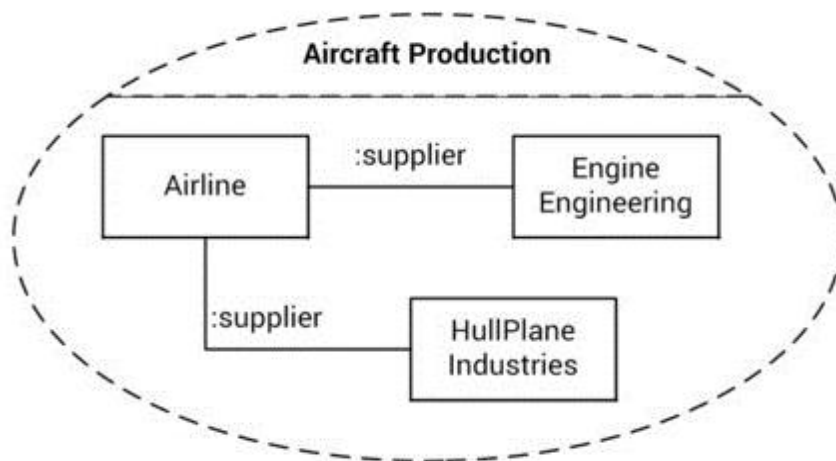 Aircraft Production
Airline
:supplier
Engine
Engineering
:supplier
HullPlane
Industries